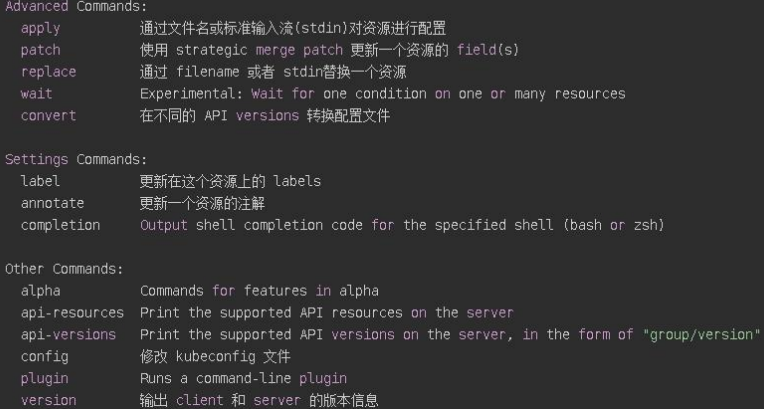 Advanced Commands:
apply 通过文件名或标准输入流(stdin)对资源进行配置
patch 使用 strategic merge patch 更新一个资源的 field(s)
replace 通过 filename 或者 stdin替换一个资源
wait Experimental: Wait for one condition on one or many resources
convert 在不同的 API versions 转换配置文件
Settings Commands:
label 更新在这个资源上的 labels
annotate 更新一个资源的注解
completion Output shell completion code for the specified shell (bash or zsh)
Other Commands:
alpha Commands for features in alpha
api-resources Print the supported API resources on the server
api-versions Print the supported API versions on the server, in the form of "group/version"
config 修改 kubeconfig 文件
plugin Runs a command-line plugin
version 输出 client 和 server 的版本信息